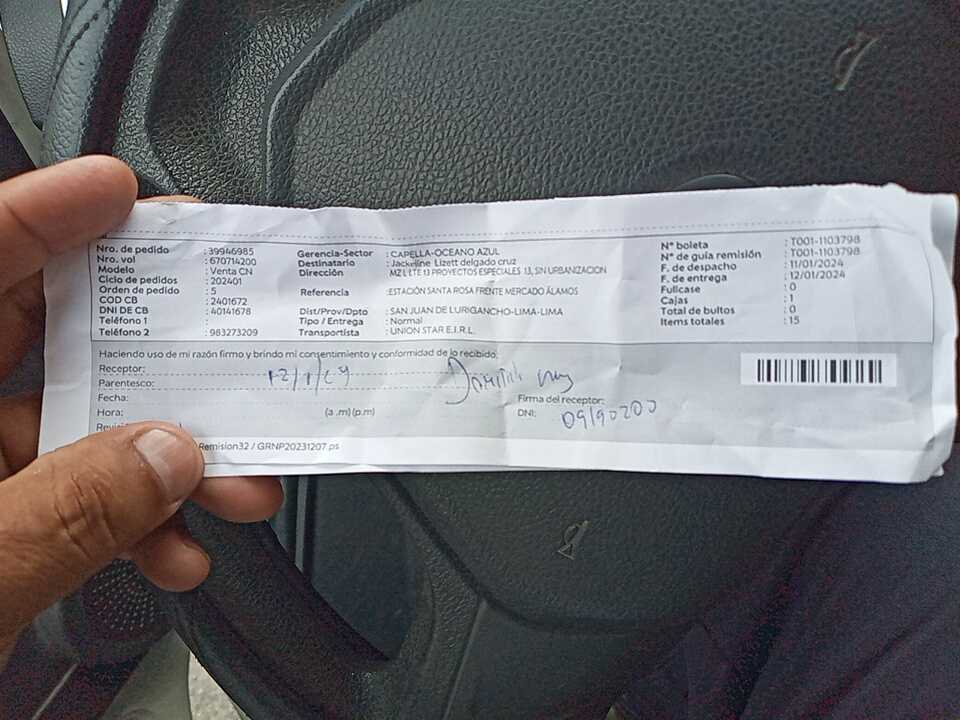 Nro. de pedido : 39946985
Nro. vol : 670714200
Modelo : Venta CN
Ciclo de pedidos : 202401
Orden de pedido : 5
COD CB : 2401672
DNI DE CB : 40141678
Teléfono 1 :
Teléfono 2 : 983273209
Gerencia-Sector : CAPELLA-OCEANO AZUL
Destinatario : Jackeline Lizett delgado cruz
Dirección : MZ L LTE 13 PROYECTOS ESPECIALES 13, SN URBANIZACION
Referencia : ESTACIÓN SANTA ROSA FRENTE MERCADO ÁLAMOS
Dist/Prov/Dpto : SAN JUAN DE LURIGANCHO-LIMA-LIMA
Tipo / Entrega : Normal
Transportista : UNION STAR E.I.R.L.
N° boleta : T001-1103798
N° de guía remisión : T001-1103798
F. de despacho : 11/01/2024
F. de entrega : 12/01/2024
Fullcase : 0
Cajas : 1
Total de bultos : 0
Items totales : 15
Haciendo uso de mi razón firmo y brindo mi consentimiento y conformidad de lo recibido.
Receptor:
12/1/24
Parentesco:
Fecha:
Firma del receptor:
Hora: (a .m) (p.m)
DNI: 09190200
Remision32 / GRNP20231207.ps